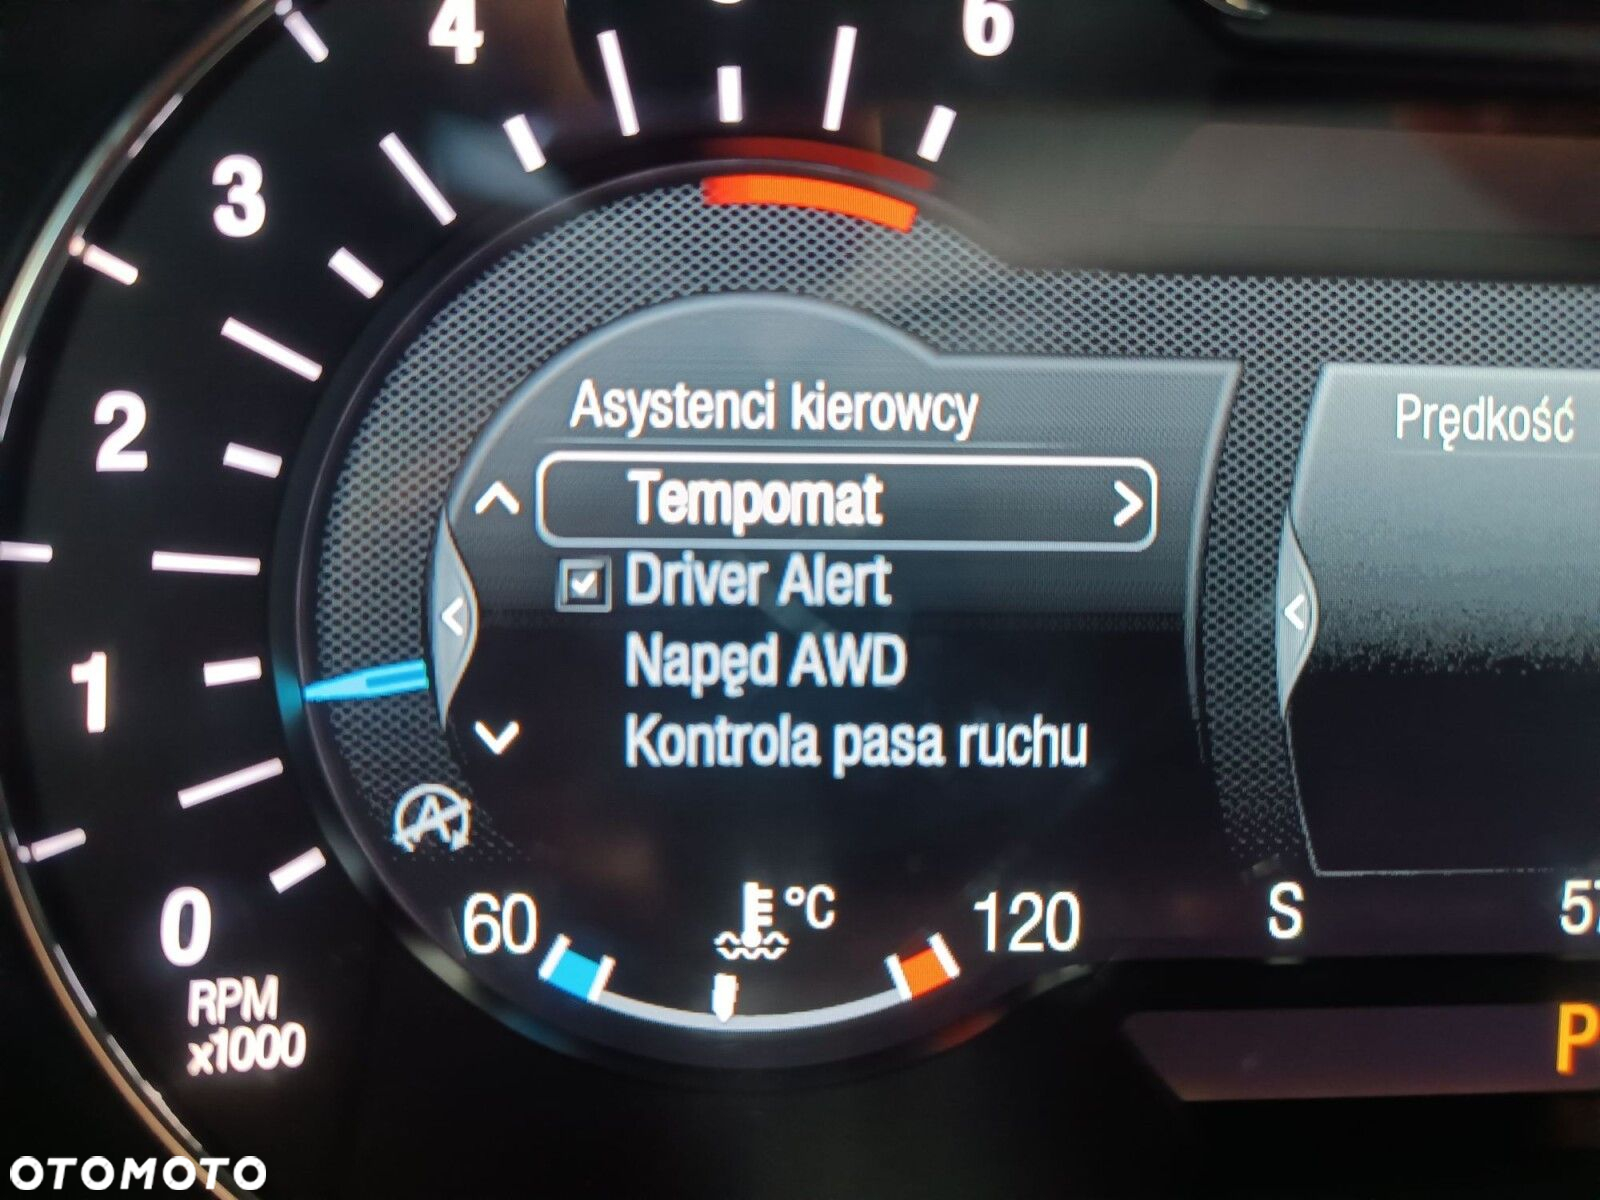 4
6
3
2
1
0
RPM
x1000
Asystenci kierowcy
Tempomat
Driver Alert
Napęd AWD
Kontrola pasa ruchu
Prędkość
A
60
°C
120
S
57
P
OTOMOTO